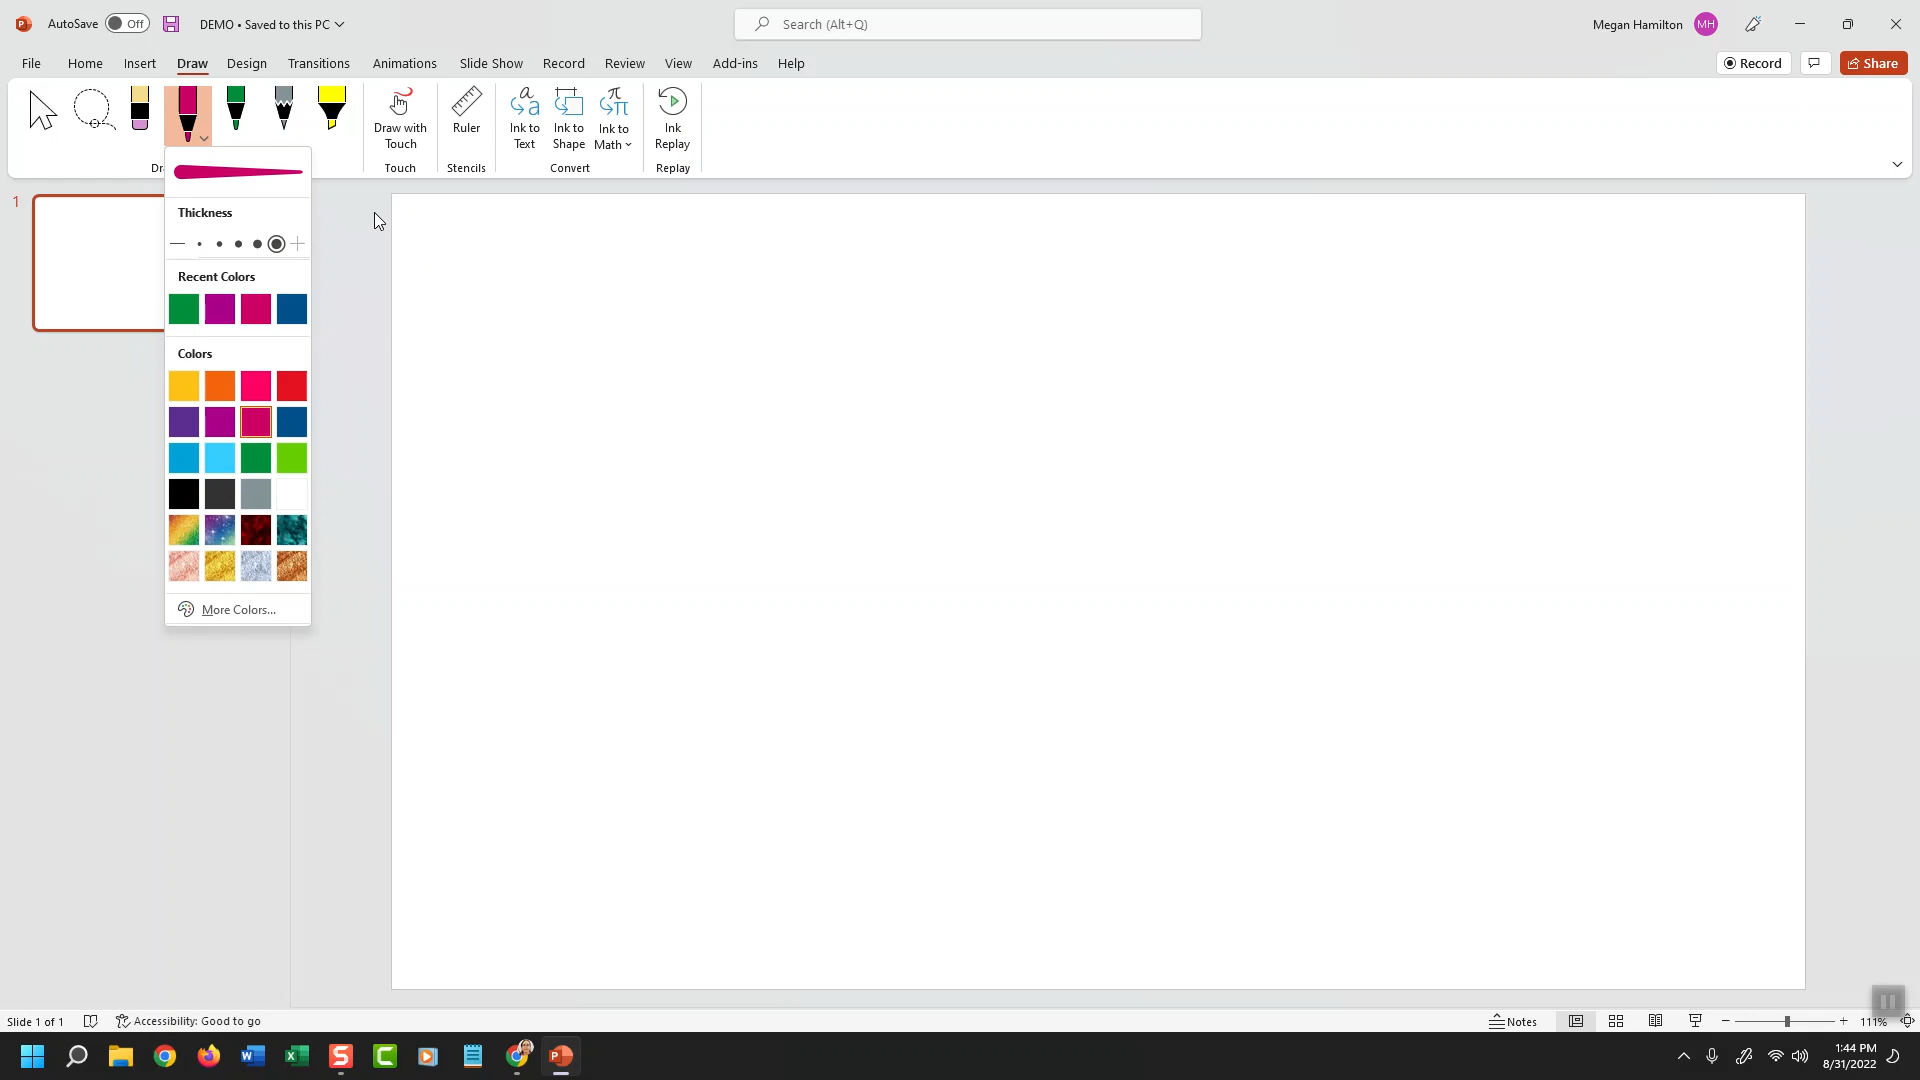 AutoSave Off DEMO • Saved to this PC Search (Alt+Q) Megan Hamilton MH
File Home Insert Draw Design Transitions Animations Slide Show Record Review View Add-ins Help Record Share
Draw with Touch
Ruler
Ink to Text
Ink to Shape
Ink to Math
Ink Replay
Touch Stencils Convert Replay
1
Thickness
Recent Colors
Colors
More Colors...
Slide 1 of 1 Accessibility: Good to go Notes 111%
1:44 PM
8/31/2022